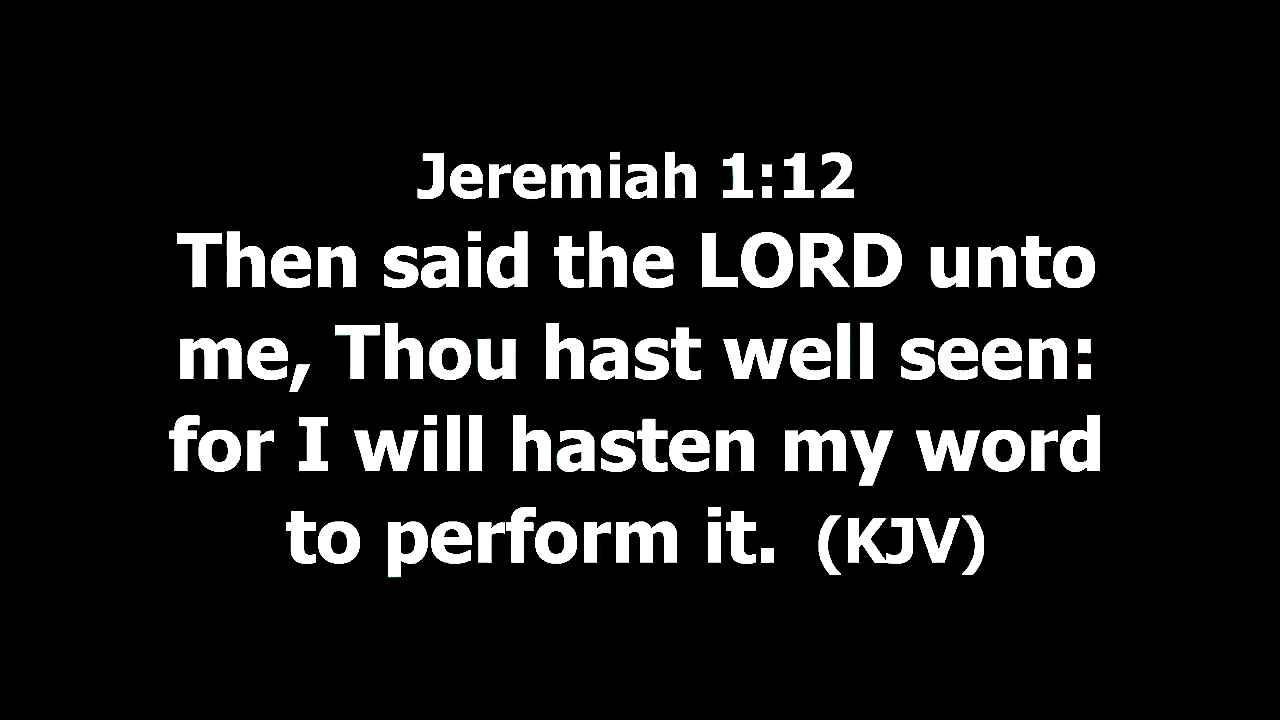 Jeremiah 1:12
Then said the LORD unto
me, Thou hast well seen:
for I will hasten my word
to perform it. (KJV)